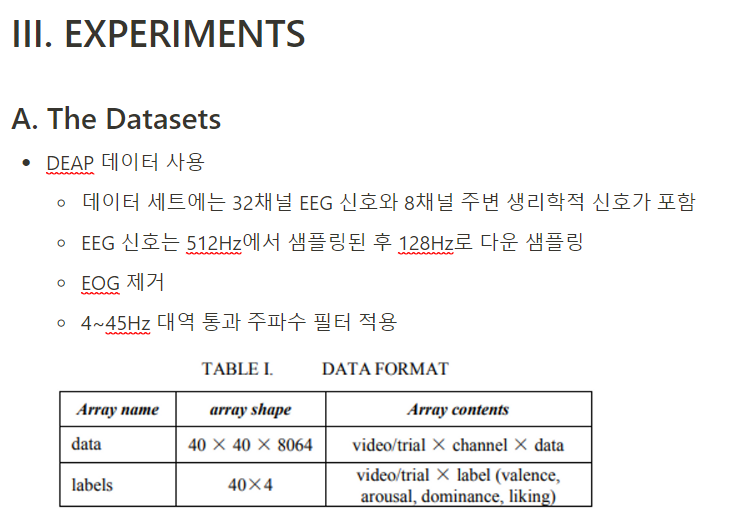 III. EXPERIMENTS
A. The Datasets
DEAP 데이터 사용
데이터 세트에는 32채널 EEG 신호와 8채널 주변 생리학적 신호가 포함
EEG 신호는 512Hz에서 샘플링된 후 128Hz로 다운 샘플링
EOG 제거
4~45Hz 대역 통과 주파수 필터 적용
TABLE I. DATA FORMAT
Array name array shape Array contents
data 40 × 40 × 8064 video/trial × channel × data
labels 40×4 video/trial × label (valence,
arousal, dominance, liking)